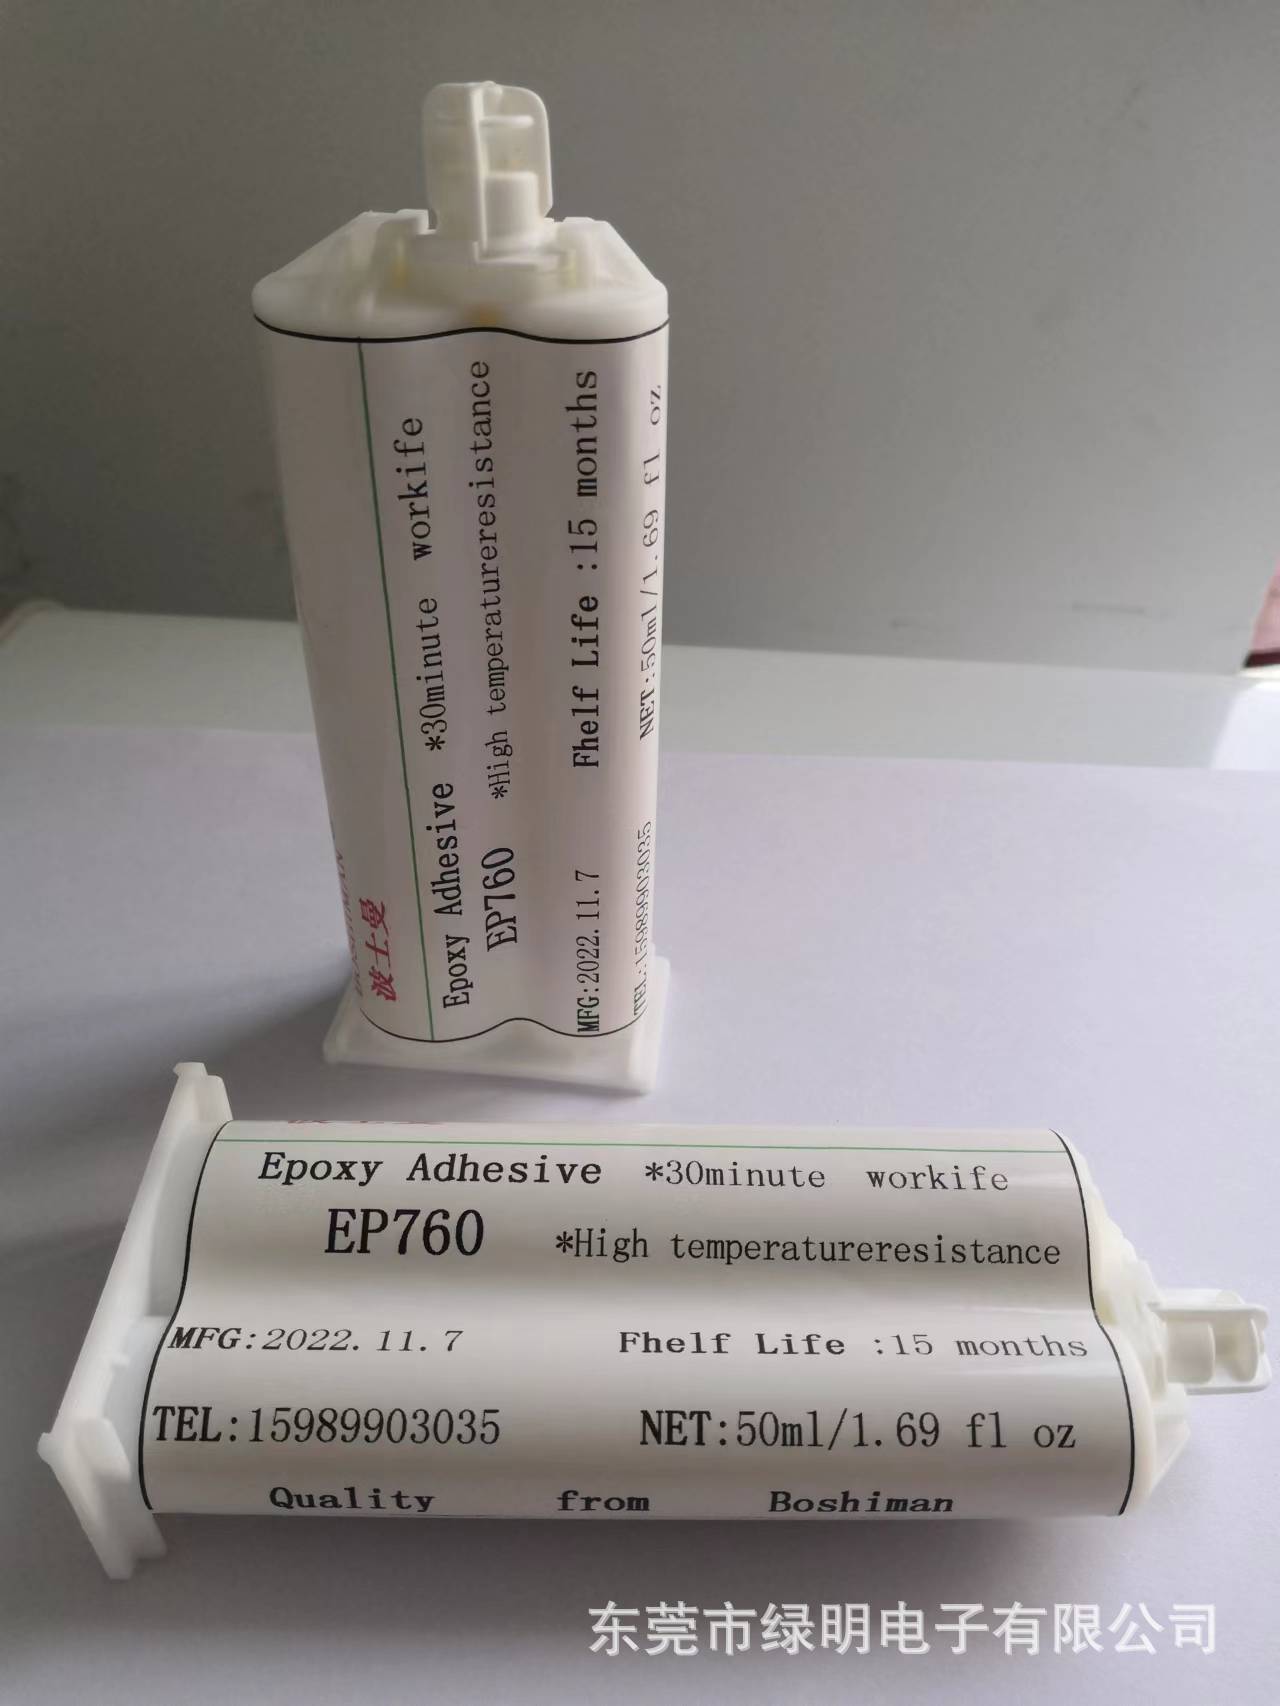 波士曼
Epoxy Adhesive *30minute workife
EP760 *High temperatureresistance
MFG:2022.11.7 Fhelf Life :15 months
TEL:15989903035 NET:50ml/1.69 fl oz
Epoxy Adhesive *30minute workife
EP760 *High temperatureresistance
MFG:2022.11.7 Fhelf Life :15 months
TEL:15989903035 NET:50ml/1.69 fl oz
Quality from Boshiman
东莞市绿明电子有限公司